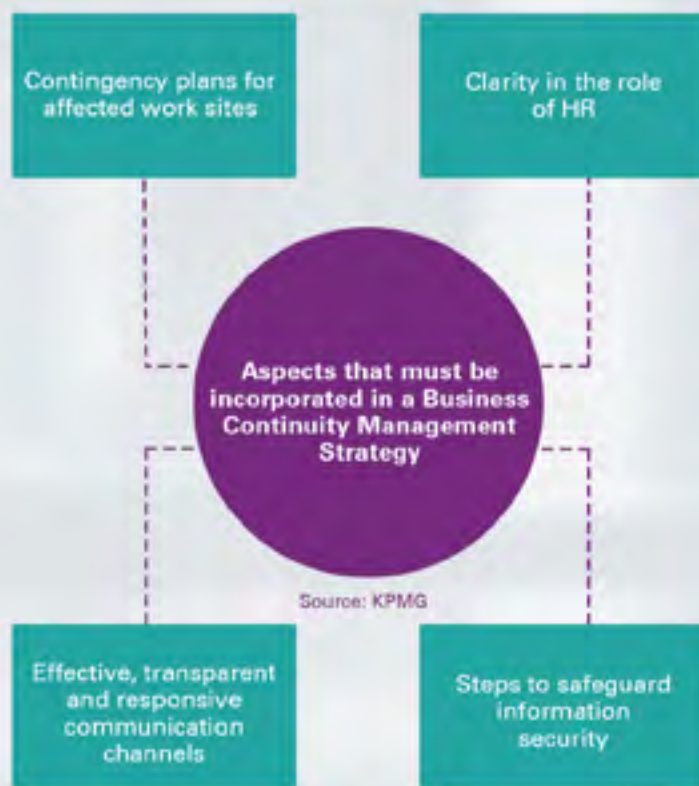 Contingency plans for
affected work sites
Clarity in the role
of HR
Aspects that must be
incorporated in a Business
Continuity Management
Strategy
Source: KPMG
Effective, transparent
and responsive
communication
channels
Steps to safeguard
information
security